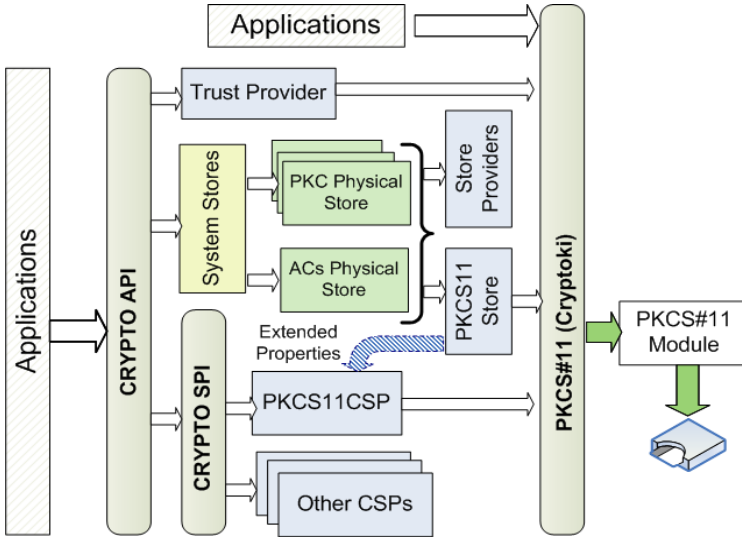 Applications
Applications
CRYPTO API
Trust Provider
System Stores
PKC Physical
Store
ACs Physical
Store
Store
Providers
PKCS11
Store
Extended
Properties
CRYPTO SPI
PKCS11CSP
Other CSPs
PKCS#11 (Cryptoki)
PKCS#11
Module